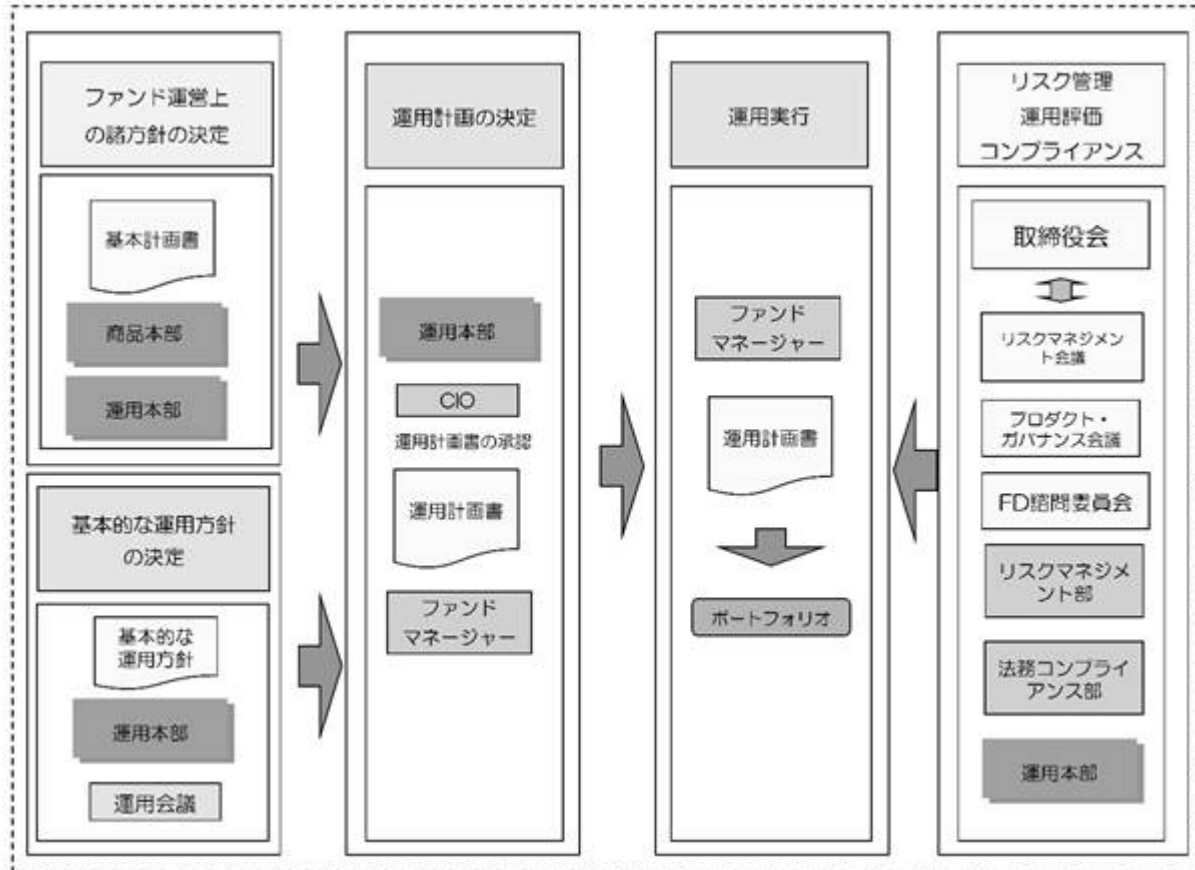 ファンド運営上
の諸方針の決定
基本計画書
商品本部
運用本部
基本的な運用方針
の決定
基本的な
運用方針
運用本部
運用会議
運用計画の決定
運用本部
CIO
運用計画書の承認
運用計画書
ファンド
マネージャー
運用実行
ファンド
マネージャー
運用計画書
ポートフォリオ
リスク管理
運用評価
コンプライアンス
取締役会
リスクマネジメン
ト会議
プロダクト・
ガバナンス会議
FD諮問委員会
リスクマネジメ
ント部
法務コンプライ
アンス部
運用本部